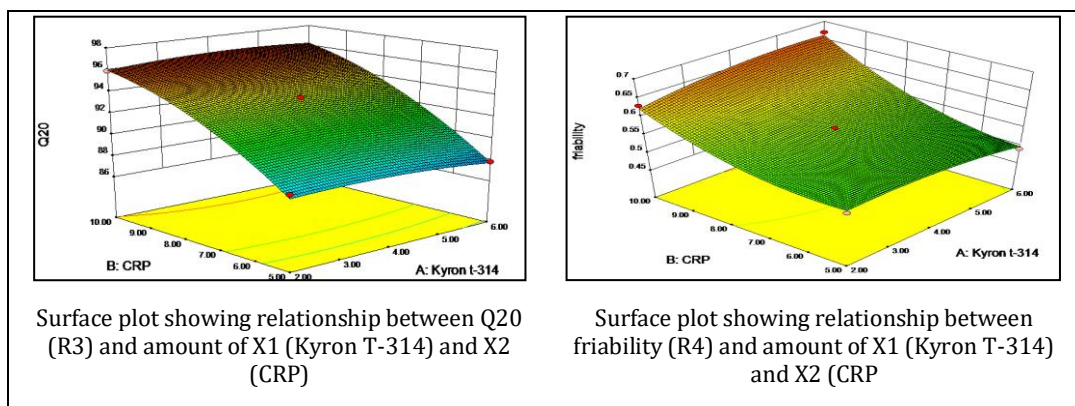 98
96
94
92
90
88
86
Q20
10.00
9.00
8.00
7.00
6.00
5.00
2.00
3.00
4.00
5.00
6.00
B: CRP
A: Kyron t-314
Surface plot showing relationship between Q20
(R3) and amount of X1 (Kyron T-314) and X2
(CRP)
0.7
0.65
0.6
0.55
0.5
0.45
friability
10.00
9.00
8.00
7.00
6.00
5.00
2.00
3.00
4.00
5.00
6.00
B: CRP
A: Kyron t-314
Surface plot showing relationship between
friability (R4) and amount of X1 (Kyron T-314)
and X2 (CRP